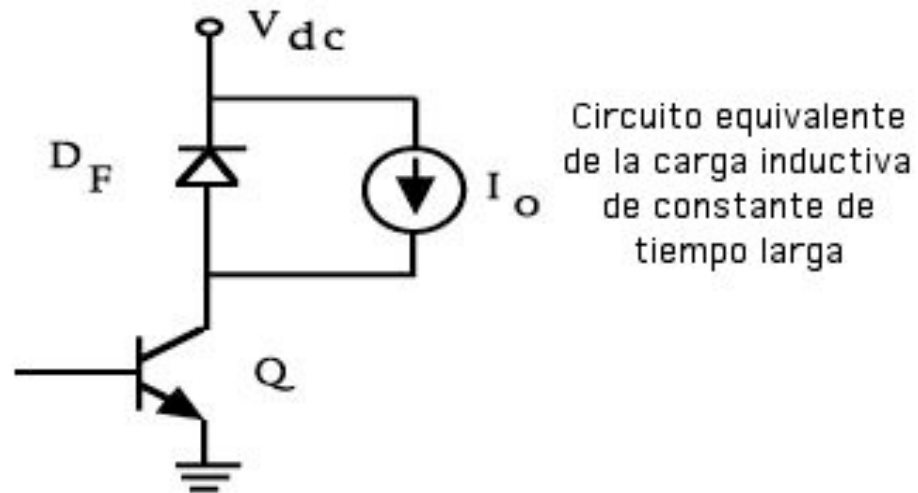 Vdc
DF
Io
Circuito equivalente
de la carga inductiva
de constante de
tiempo larga
Q